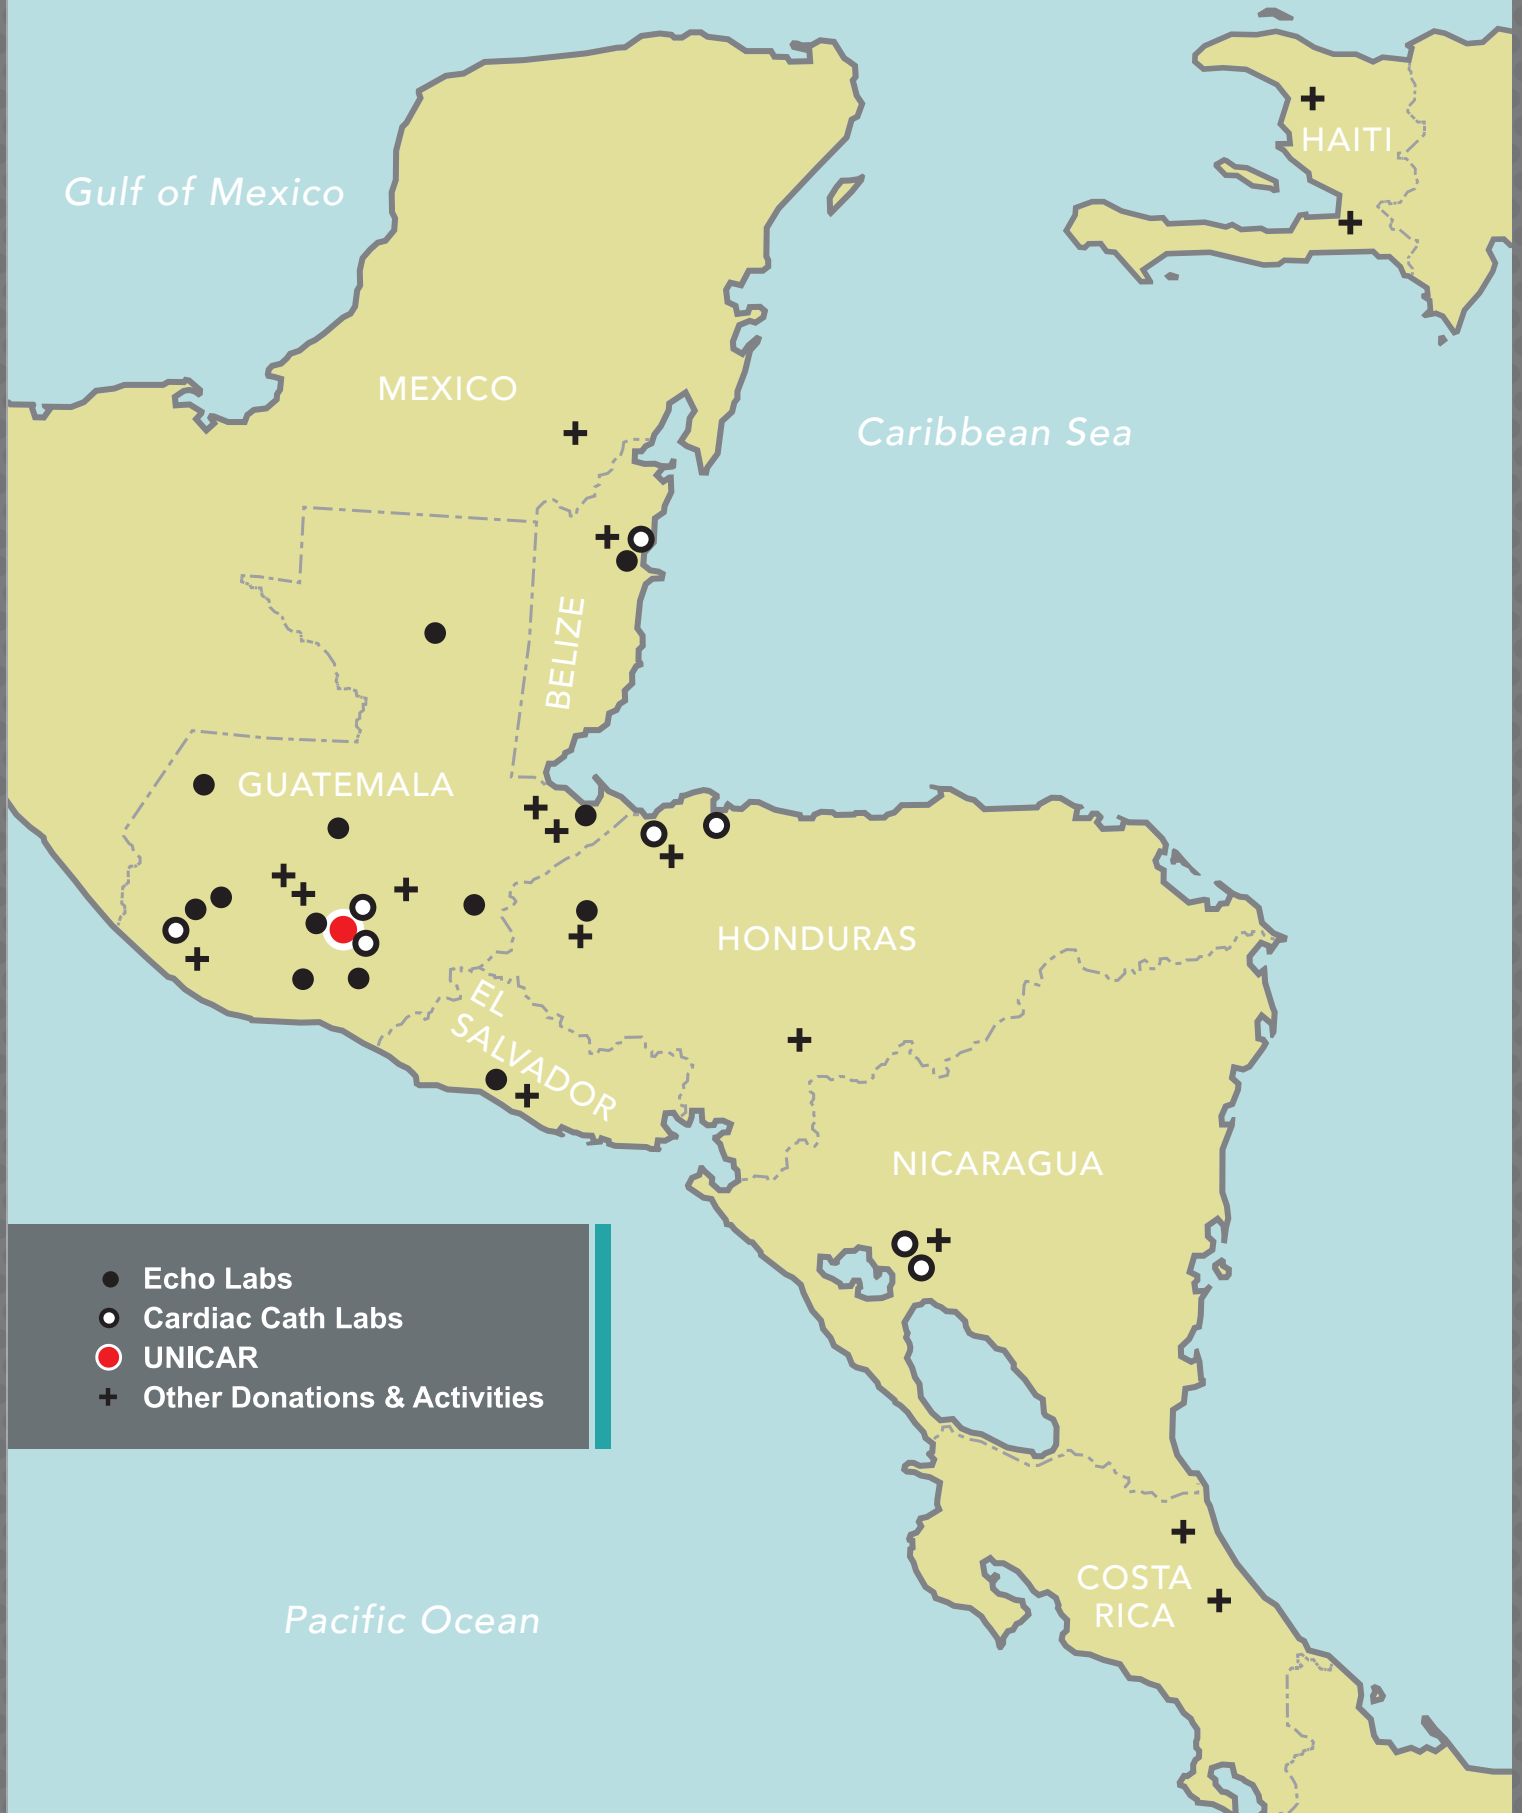 HAITI
Gulf of Mexico
MEXICO
Caribbean Sea
BELIZE
GUATEMALA
HONDURAS
EL
SALVADOR
NICARAGUA
Echo Labs
Cardiac Cath Labs
UNICAR
Other Donations & Activities
COSTA
RICA
Pacific Ocean